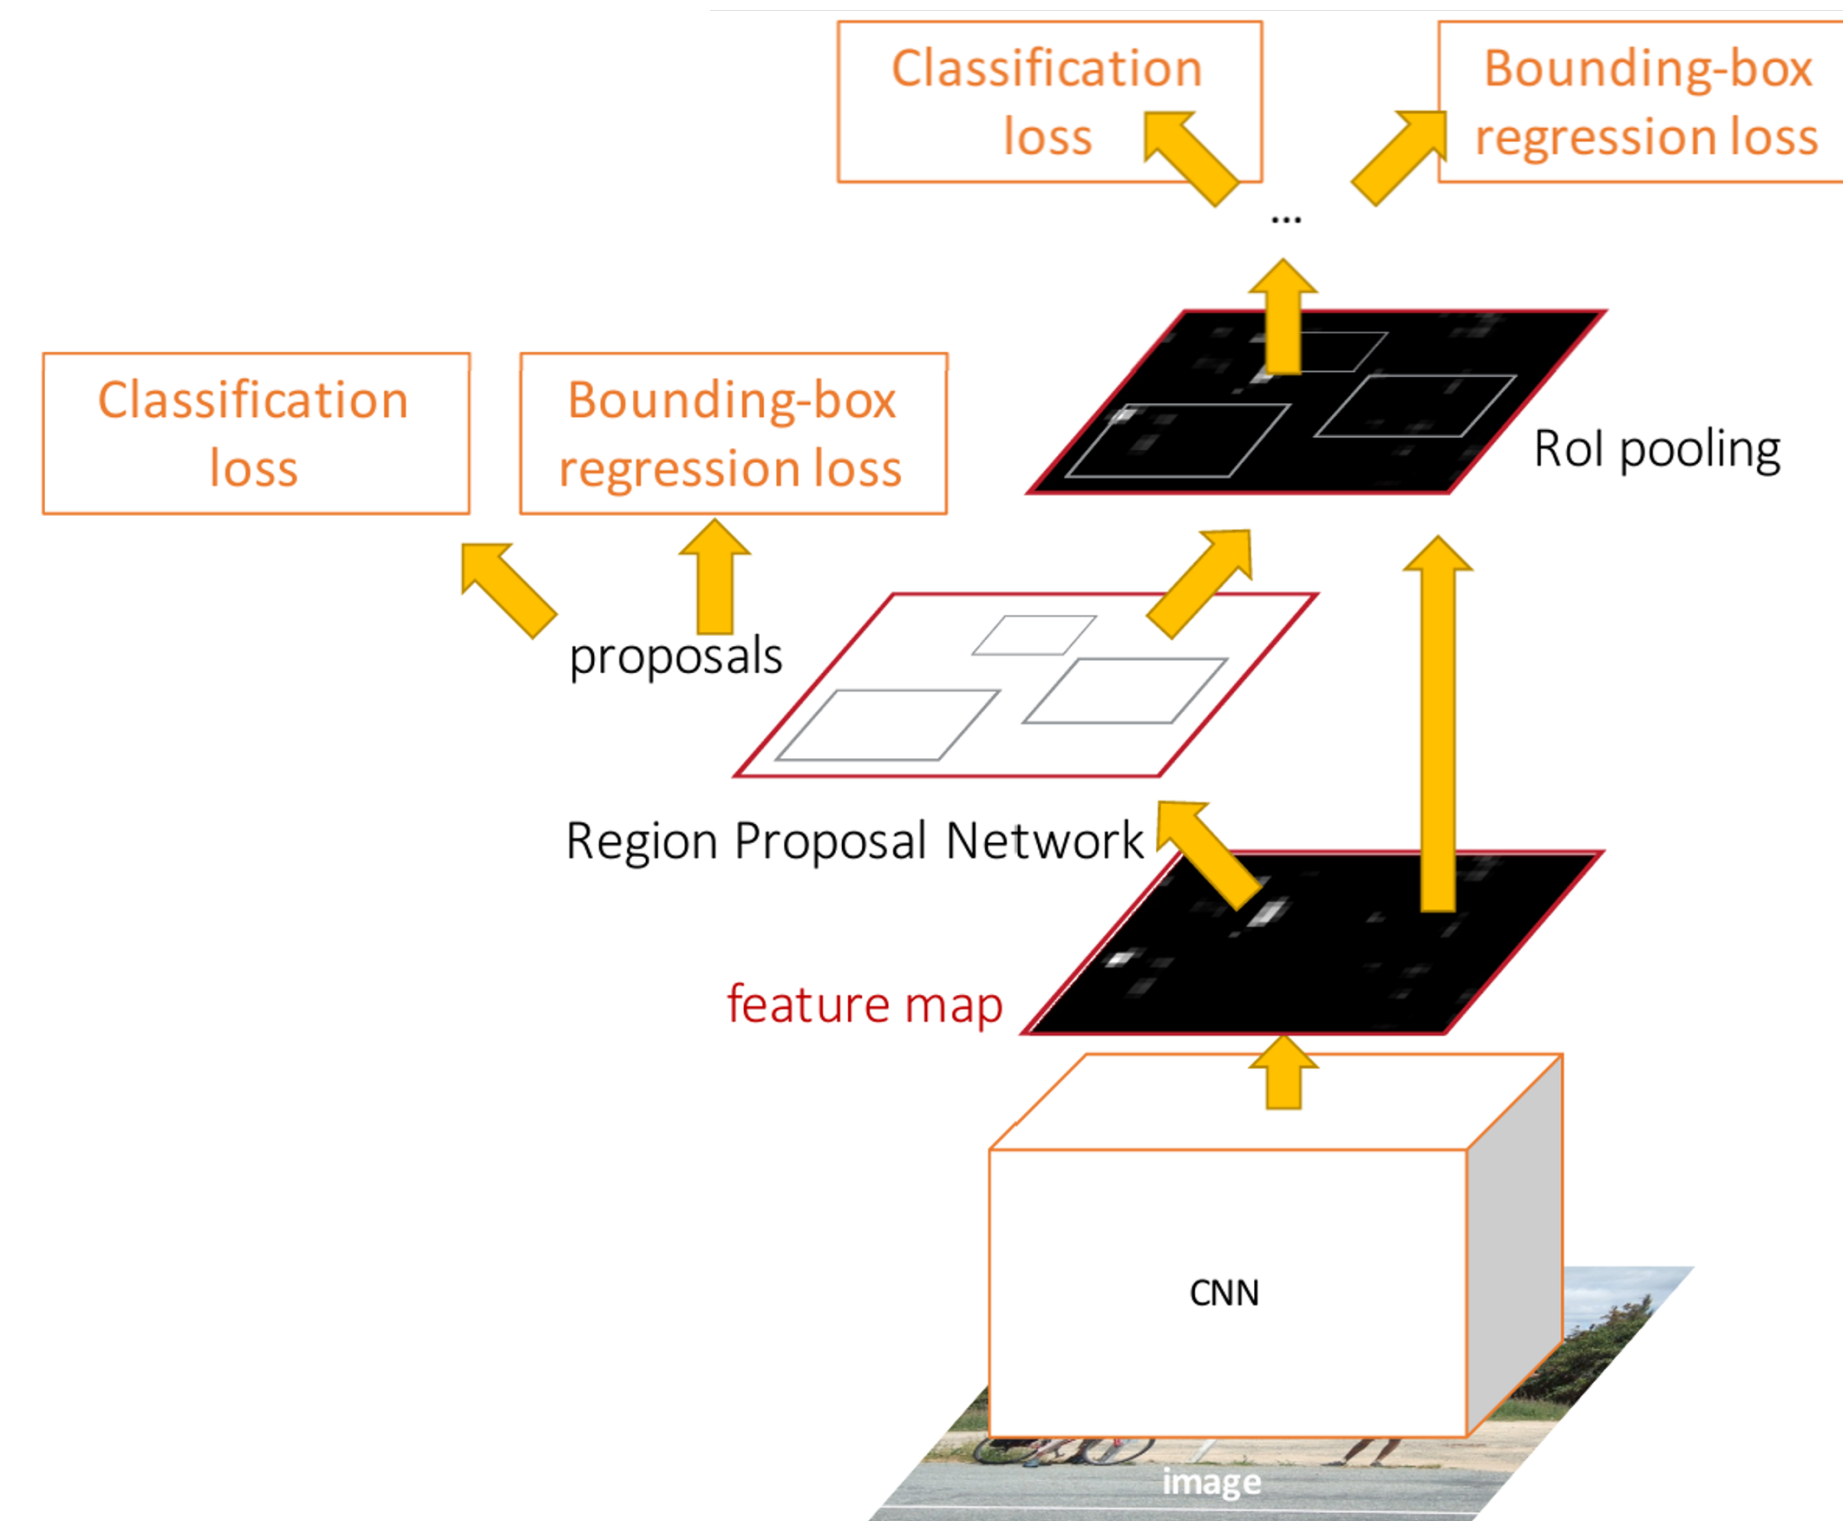 Classification
loss
Bounding-box
regression loss
...
Classification
loss
Bounding-box
regression loss
RoI pooling
proposals
Region Proposal Network
feature map
CNN
image